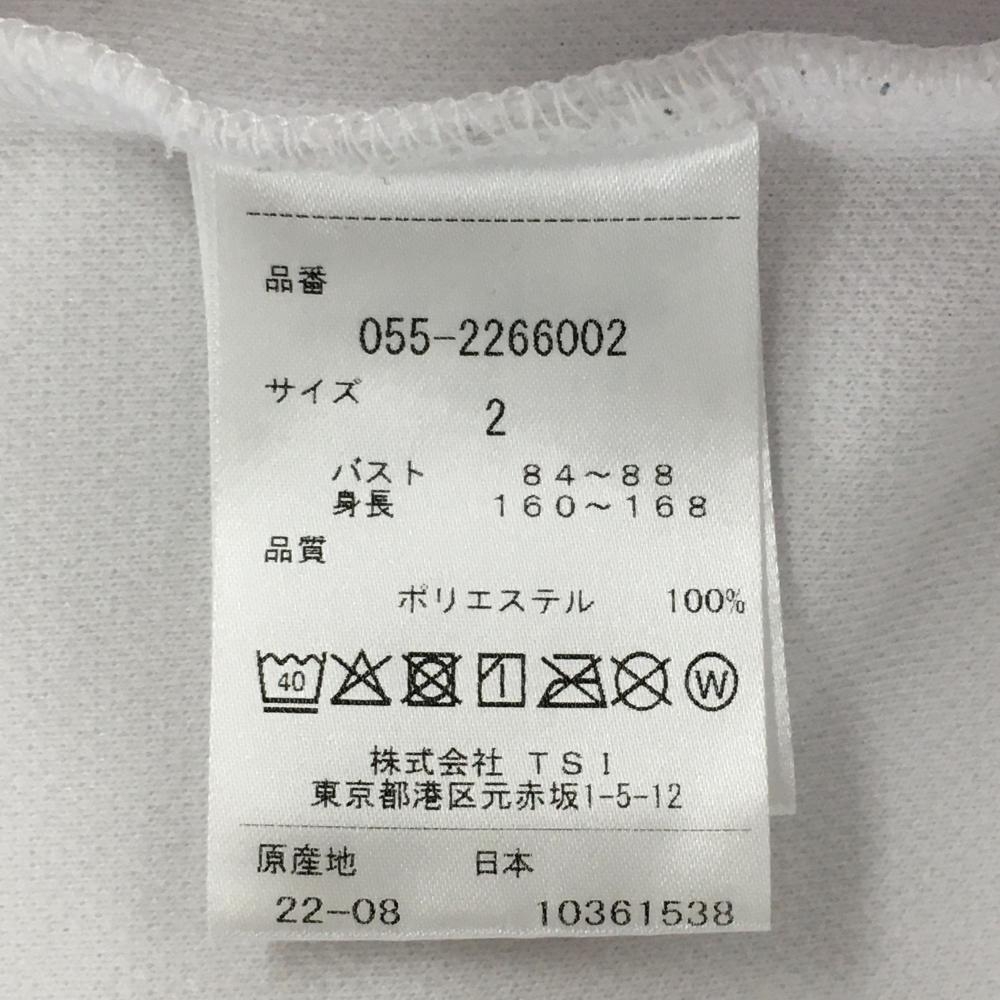 品番
055-2266002
サイズ
2
バスト 84~88
身長 160~168
品質
ポリエステル 100%
40 W
株式会社 TSI
東京都港区元赤坂1-5-12
原産地 日本
22-08 10361538